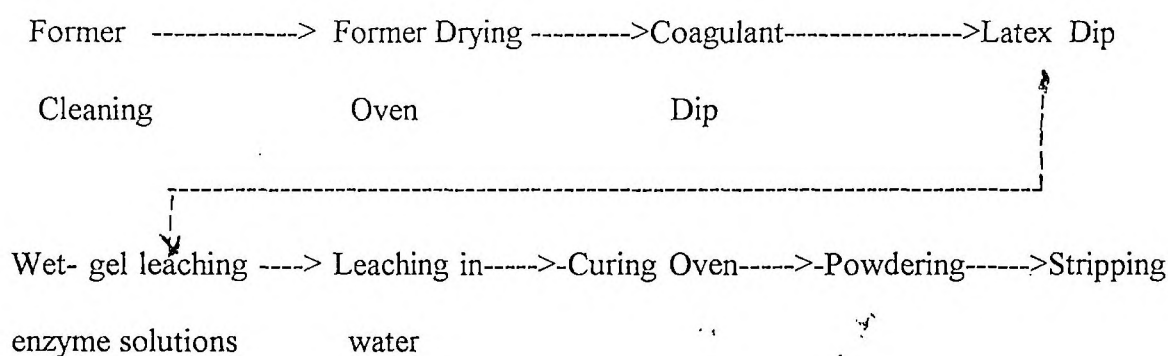 Former -------------> Former Drying --------->Coagulant---------------->Latex Dip
Cleaning Oven Dip
Wet- gel leaching ----> Leaching in----->-Curing Oven----->-Powdering------>Stripping
enzyme solutions water